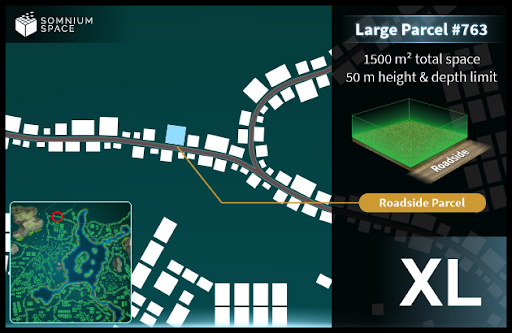 SOMNIUM
SPACE
Large Parcel #763
1500 m² total space
50 m height & depth limit
Roadside
Roadside Parcel
XL